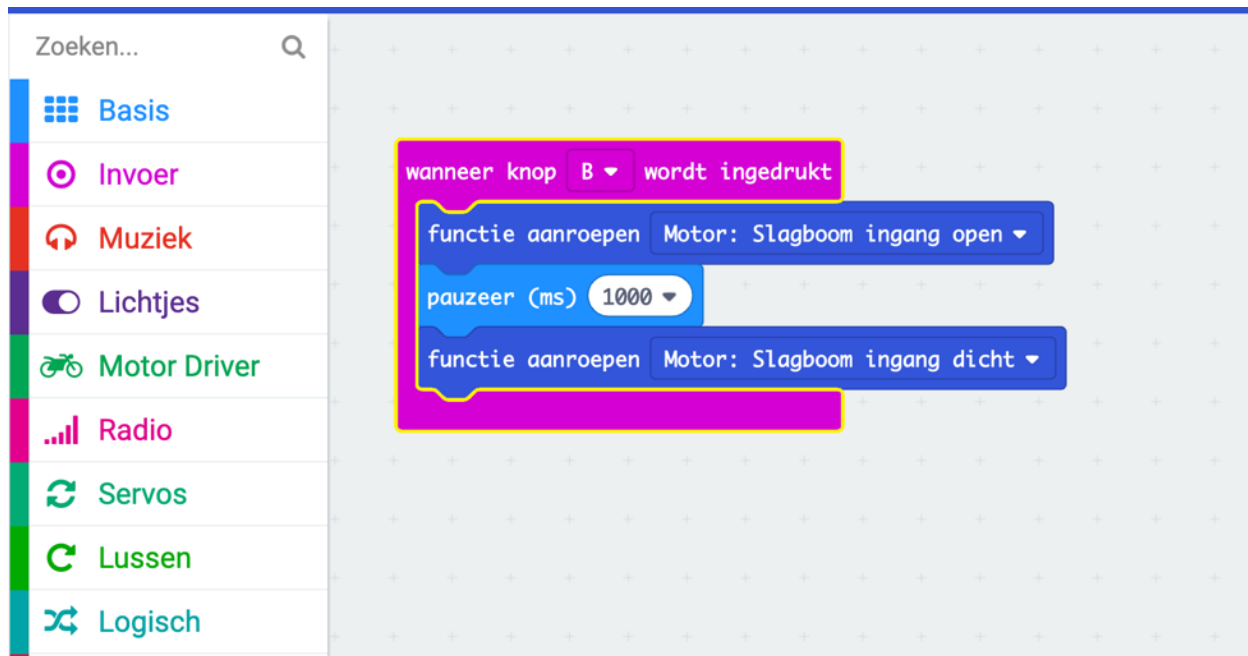 Zoeken...
Basis
Invoer
Muziek
Lichtjes
Motor Driver
Radio
Servos
Lussen
Logisch
wanneer knop B wordt ingedrukt
functie aanroepen Motor: Slagboom ingang open
pauzeer (ms) 1000
functie aanroepen Motor: Slagboom ingang dicht